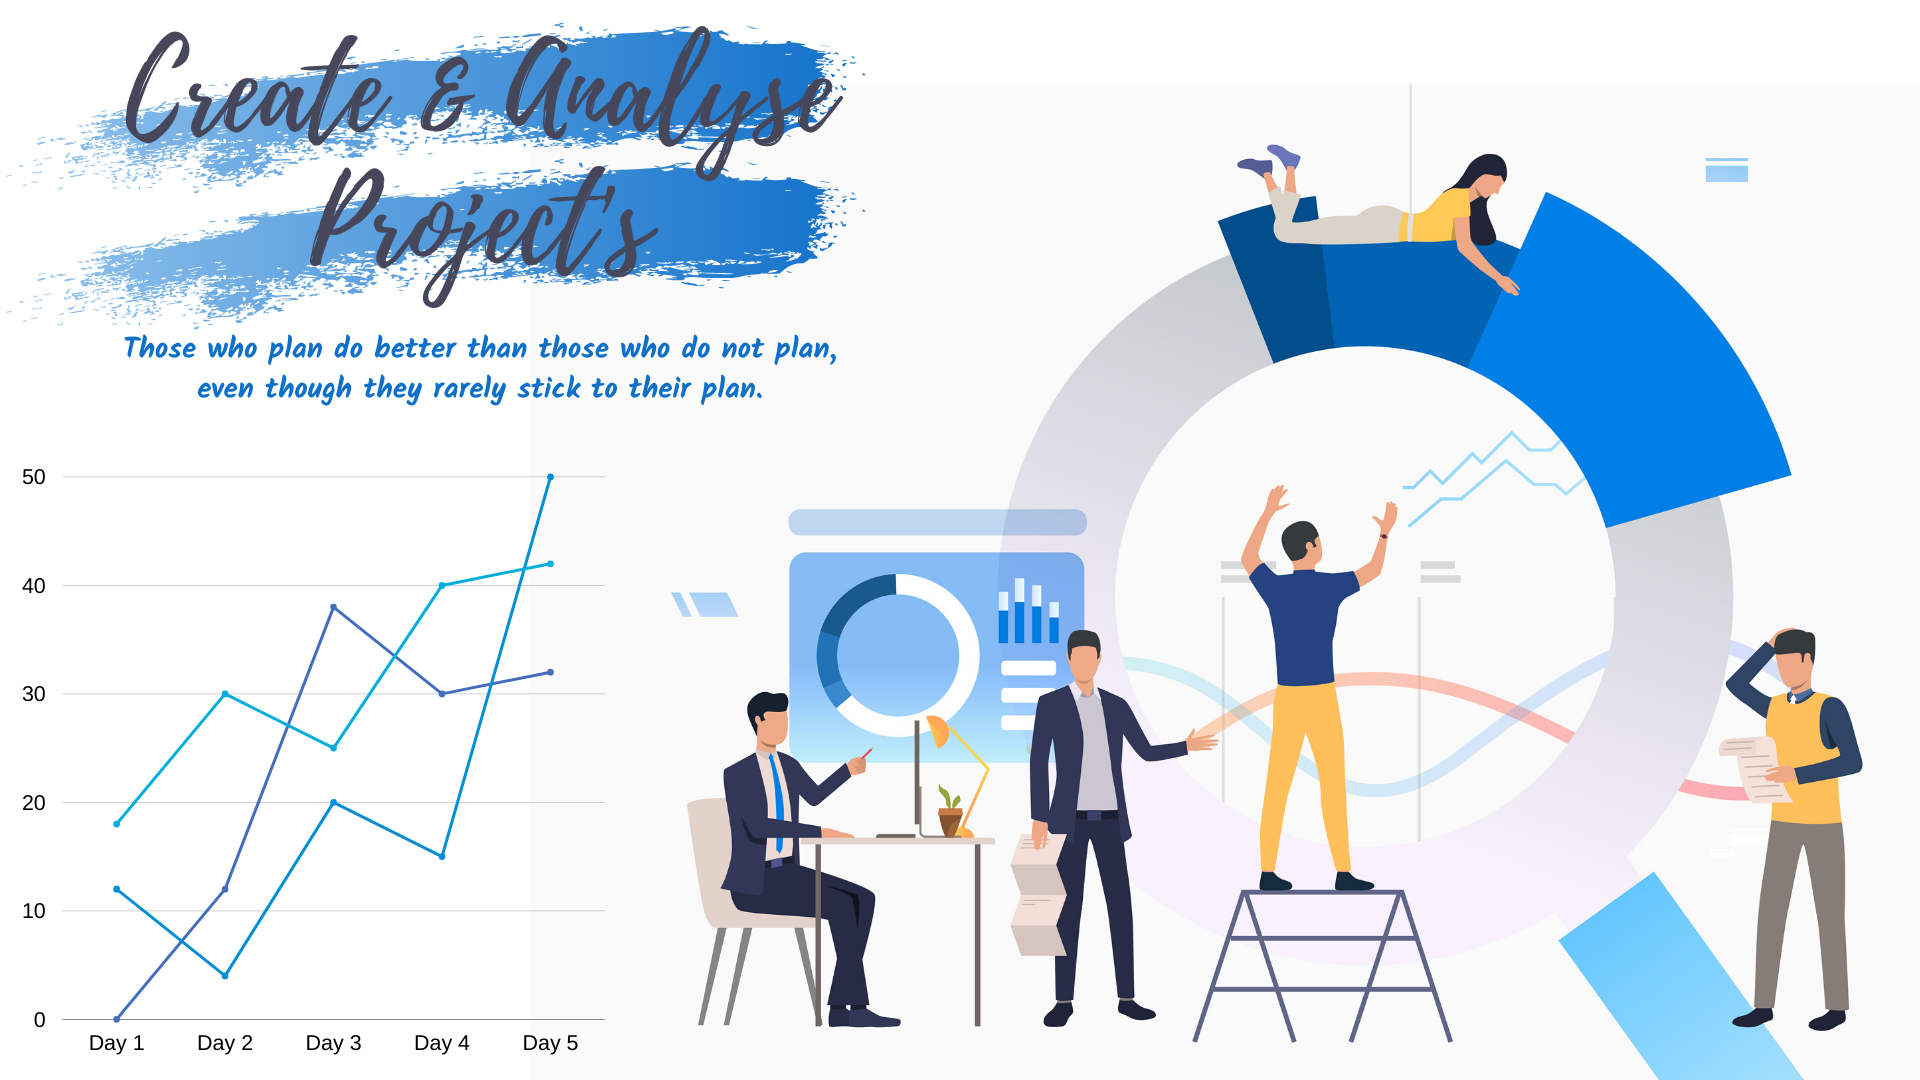 Create & Analyse
Project's
Those who plan do better than those who do not plan,
even though they rarely stick to their plan.
50
40
30
20
10
0
Day 1 Day 2 Day 3 Day 4 Day 5